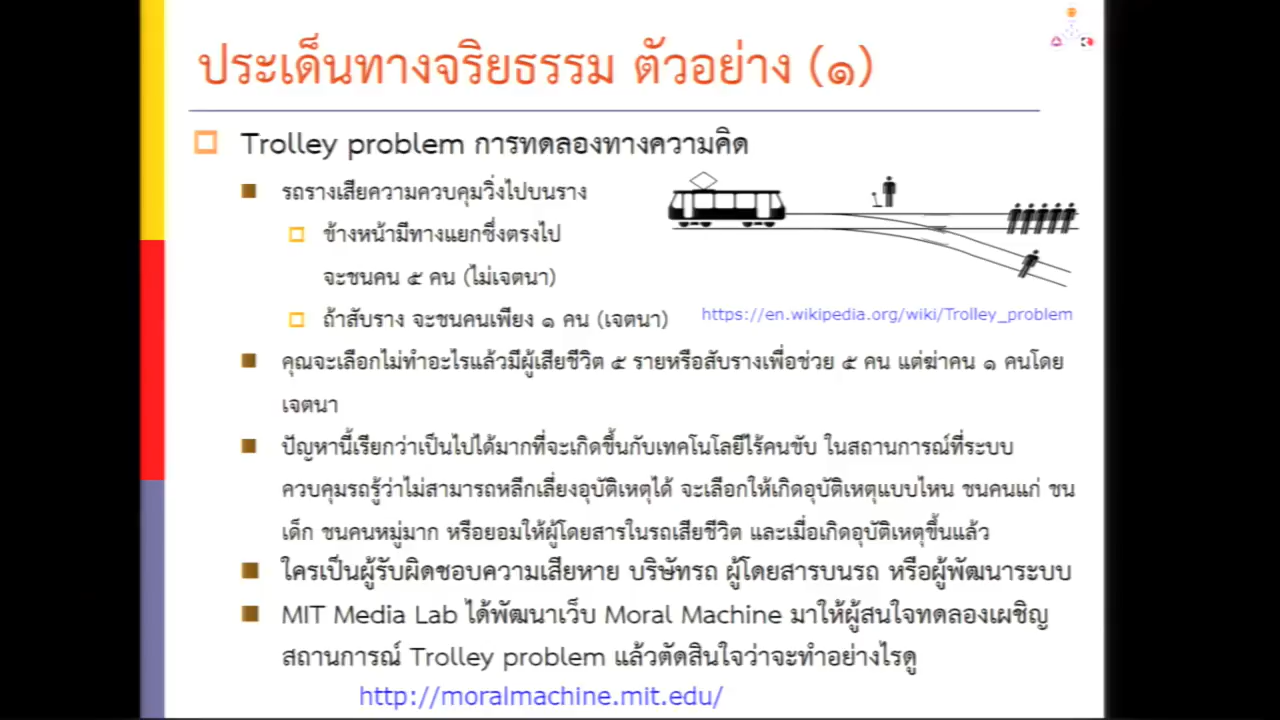 ประเด็นทางจริยธรรม ตัวอย่าง (๑)
Trolley problem การทดลองทางความคิด
รถรางเสียความควบคุมวิ่งไปบนราง
ข้างหน้ามีทางแยกซึ่งตรงไป
จะชนคน ๕ คน (ไม่เจตนา)
ถ้าสับราง จะชนคนเพียง ๑ คน (เจตนา)
https://en.wikipedia.org/wiki/Trolley_problem
คุณจะเลือกไม่ทำอะไรแล้วมีผู้เสียชีวิต ๕ รายหรือสับรางเพื่อช่วย ๕ คน แต่ฆ่าคน ๑ คนโดย
เจตนา
ปัญหานี้เรียกว่าเป็นไปได้มากที่จะเกิดขึ้นกับเทคโนโลยีไร้คนขับ ในสถานการณ์ที่ระบบ
ควบคุมรถรู้ว่าไม่สามารถหลีกเลี่ยงอุบัติเหตุได้ จะเลือกให้เกิดอุบัติเหตุแบบไหน ชนคนแก่ ชน
เด็ก ชนคนหมู่มาก หรือยอมให้ผู้โดยสารในรถเสียชีวิต และเมื่อเกิดอุบัติเหตุขึ้นแล้ว
ใครเป็นผู้รับผิดชอบความเสียหาย บริษัทรถ ผู้โดยสารบนรถ หรือผู้พัฒนาระบบ
MIT Media Lab ได้พัฒนาเว็บ Moral Machine มาให้ผู้สนใจทดลองเผชิญ
สถานการณ์ Trolley problem แล้วตัดสินใจว่าจะทำอย่างไรดู
http://moralmachine.mit.edu/